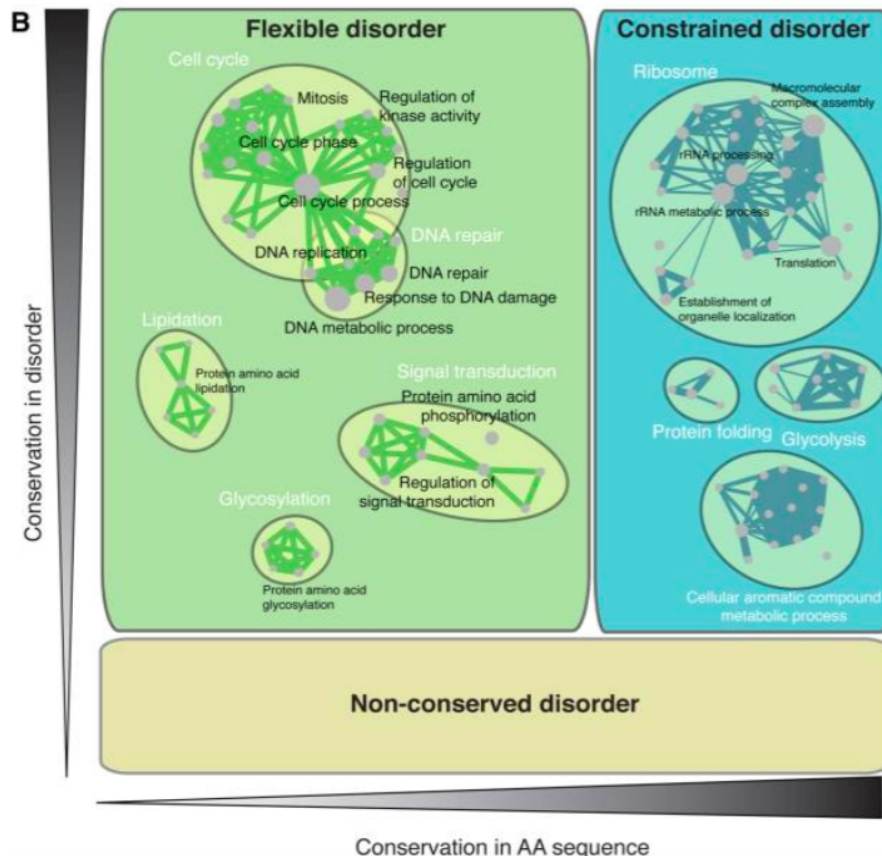 B
Flexible disorder
Constrained disorder
Cell cycle
Mitosis
Regulation of
kinase activity
Cell cycle phase
Regulation
of cell cycle
Cell cycle process
DNA replication
DNA repair
DNA repair
Response to DNA damage
DNA metabolic process
Lipidation
Protein amino acid
lipidation
Signal transduction
Protein amino acid
phosphorylation
Regulation of
signal transduction
Glycosylation
Protein amino acid
glycosylation
Ribosome
Macromolecular
complex assembly
rRNA processing
rRNA metabolic process
Translation
Establishment of
organelle localization
Protein folding
Glycolysis
Cellular aromatic compound
metabolic process
Non-conserved disorder
Conservation in disorder
Conservation in AA sequence